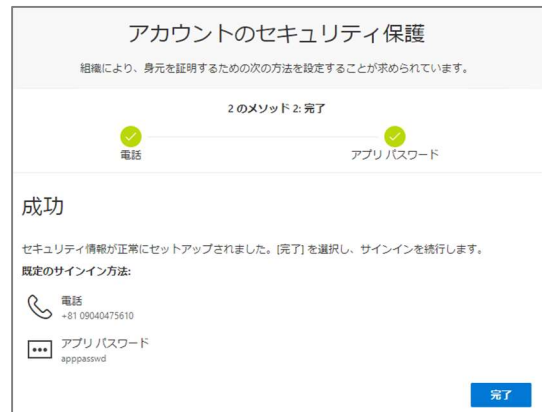 アカウントのセキュリティ保護
組織により、身元を証明するための次の方法を設定することが求められています。
2 のメソッド 2: 完了
電話 アプリ パスワード
成功
セキュリティ情報が正常にセットアップされました。[完了] を選択し、サインインを続行します。
既定のサインイン方法:
電話
+81 09040475610
アプリ パスワード
apppasswd
完了